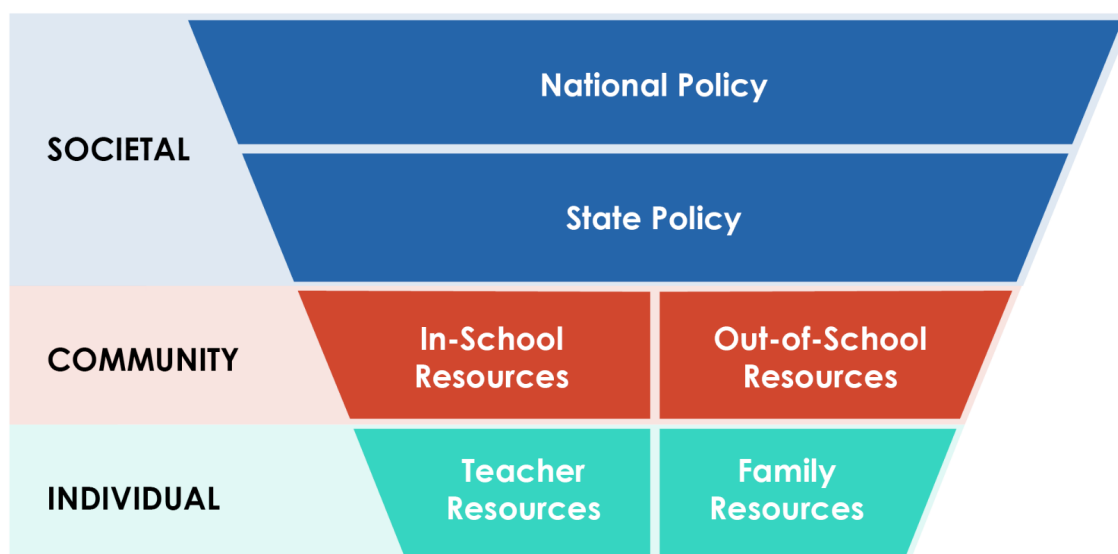 SOCIETAL
National Policy
State Policy
COMMUNITY
In-School
Resources
Out-of-School
Resources
INDIVIDUAL
Teacher
Resources
Family
Resources